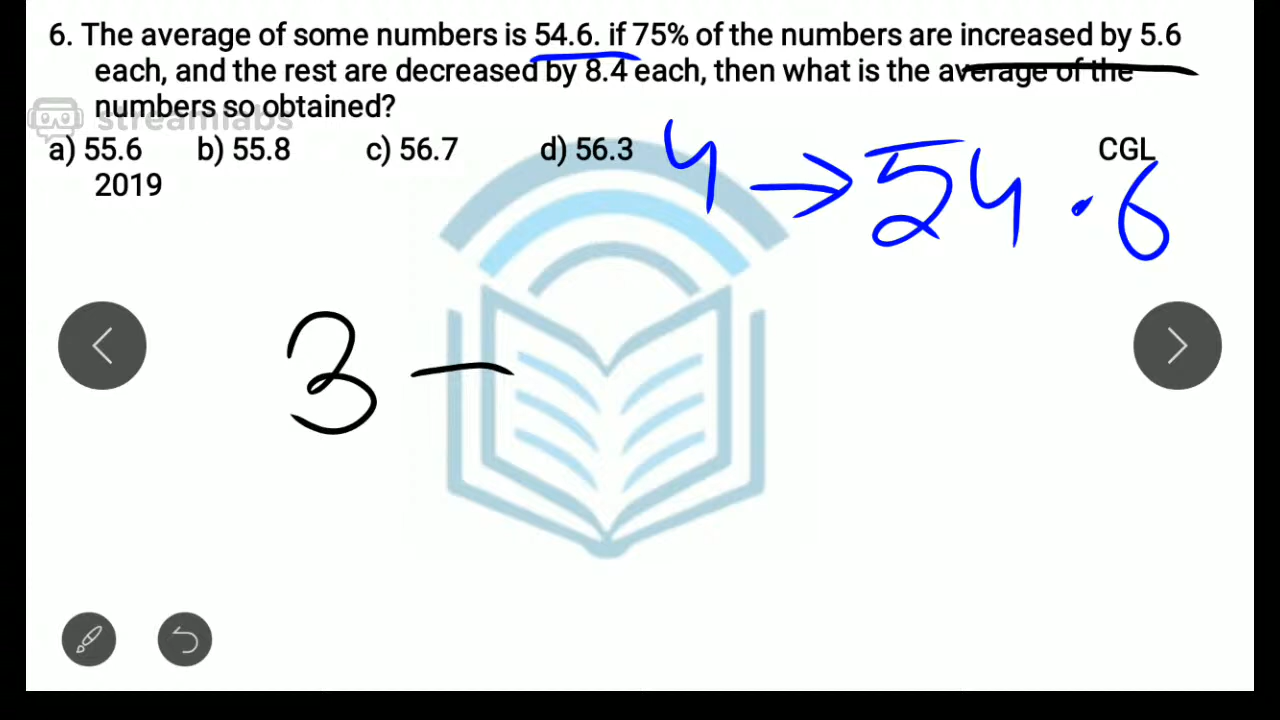 6. The average of some numbers is 54.6. if 75% of the numbers are increased by 5.6
each, and the rest are decreased by 8.4 each, then what is the average of the
numbers so obtained?
streamlabs
a) 55.6 b) 55.8 c) 56.7 d) 56.3 CGL
2019
4 → 54.6
3 —